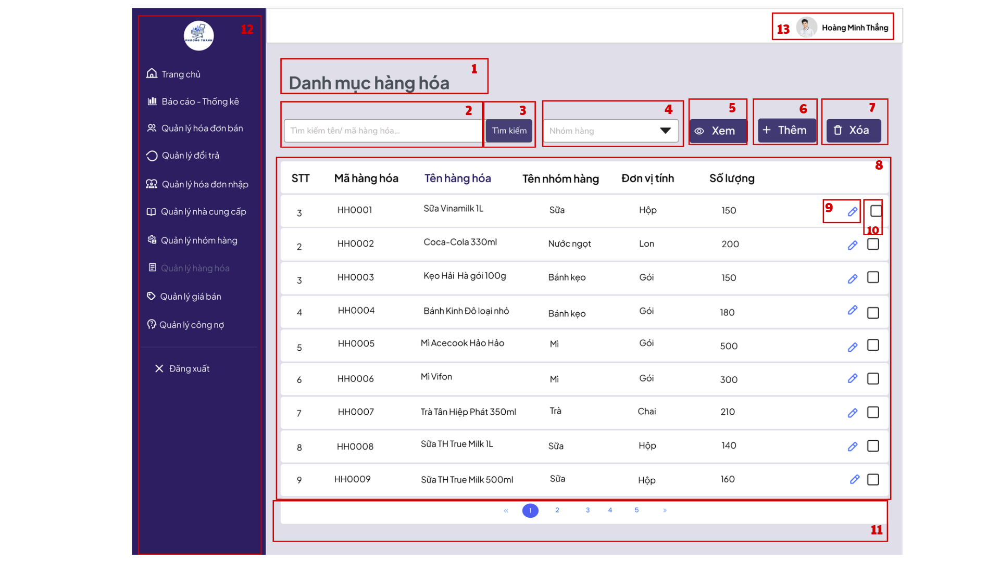 PHƯƠNG THANH
12
Trang chủ
Báo cáo - Thống kê
Quản lý hóa đơn bán
Quản lý đổi trả
Quản lý hóa đơn nhập
Quản lý nhà cung cấp
Quản lý nhóm hàng
Quản lý hàng hóa
Quản lý giá bán
Quản lý công nợ
Đăng xuất
13 Hoàng Minh Thắng
1
Danh mục hàng hóa
2 3 4 5 6 7
Tìm kiếm tên/ mã hàng hóa,.. Tìm kiếm Nhóm hàng Xem + Thêm Xóa
8
STT Mã hàng hóa Tên hàng hóa Tên nhóm hàng Đơn vị tính Số lượng
3 HH0001 Sữa Vinamilk 1L Sữa Hộp 150 9
10
2 HH0002 Coca-Cola 330ml Nước ngọt Lon 200
3 HH0003 Kẹo Hải Hà gói 100g Bánh kẹo Gói 150
4 HH0004 Bánh Kinh Đô loại nhỏ Bánh kẹo Gói 180
5 HH0005 Mì Acecook Hảo Hảo Mì Gói 500
6 HH0006 Mì Vifon Mì Gói 300
7 HH0007 Trà Tân Hiệp Phát 350ml Trà Chai 210
8 HH0008 Sữa TH True Milk 1L Sữa Hộp 140
9 HH0009 Sữa TH True Milk 500ml Sữa Hộp 160
« 1 2 3 4 5 »
11